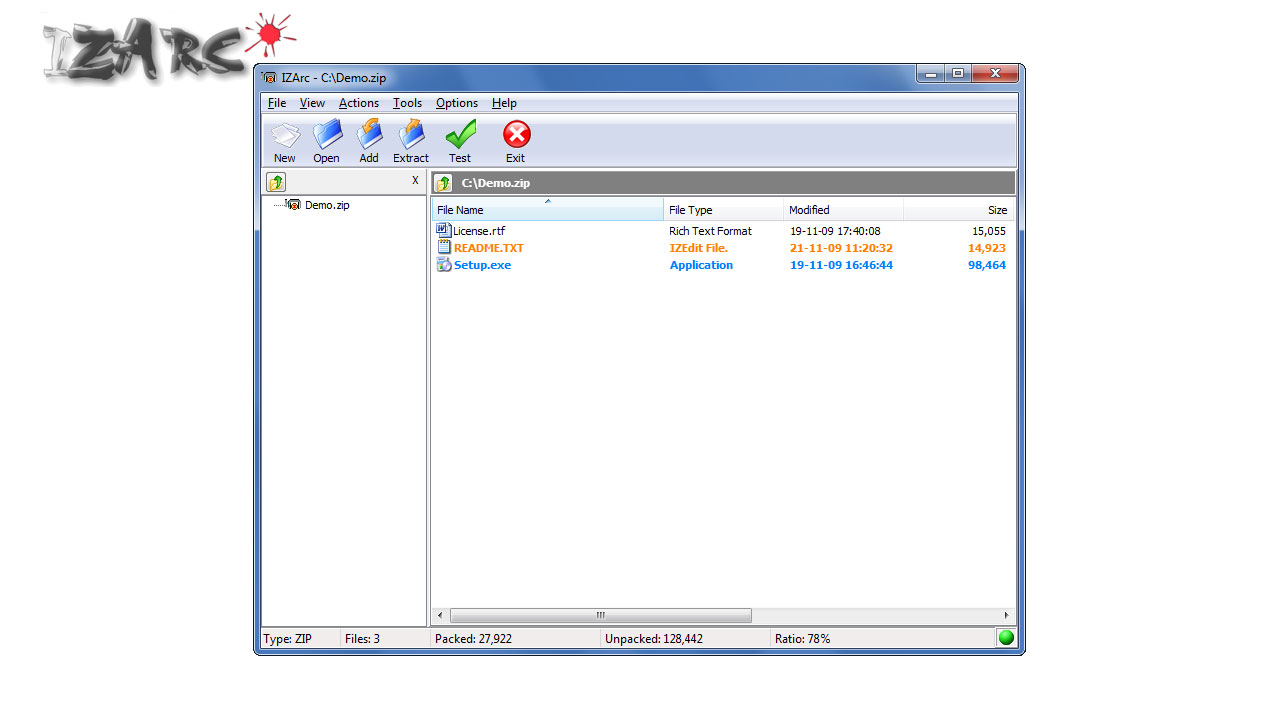 IZArc
IZArc - C:\Demo.zip
File View Actions Tools Options Help
New Open Add Extract Test Exit
X C:\Demo.zip
Demo.zip
File Name File Type Modified Size
License.rtf Rich Text Format 19-11-09 17:40:08 15,055
README.TXT IZEdit File. 21-11-09 11:20:32 14,923
Setup.exe Application 19-11-09 16:46:44 98,464
Type: ZIP Files: 3 Packed: 27,922 Unpacked: 128,442 Ratio: 78%